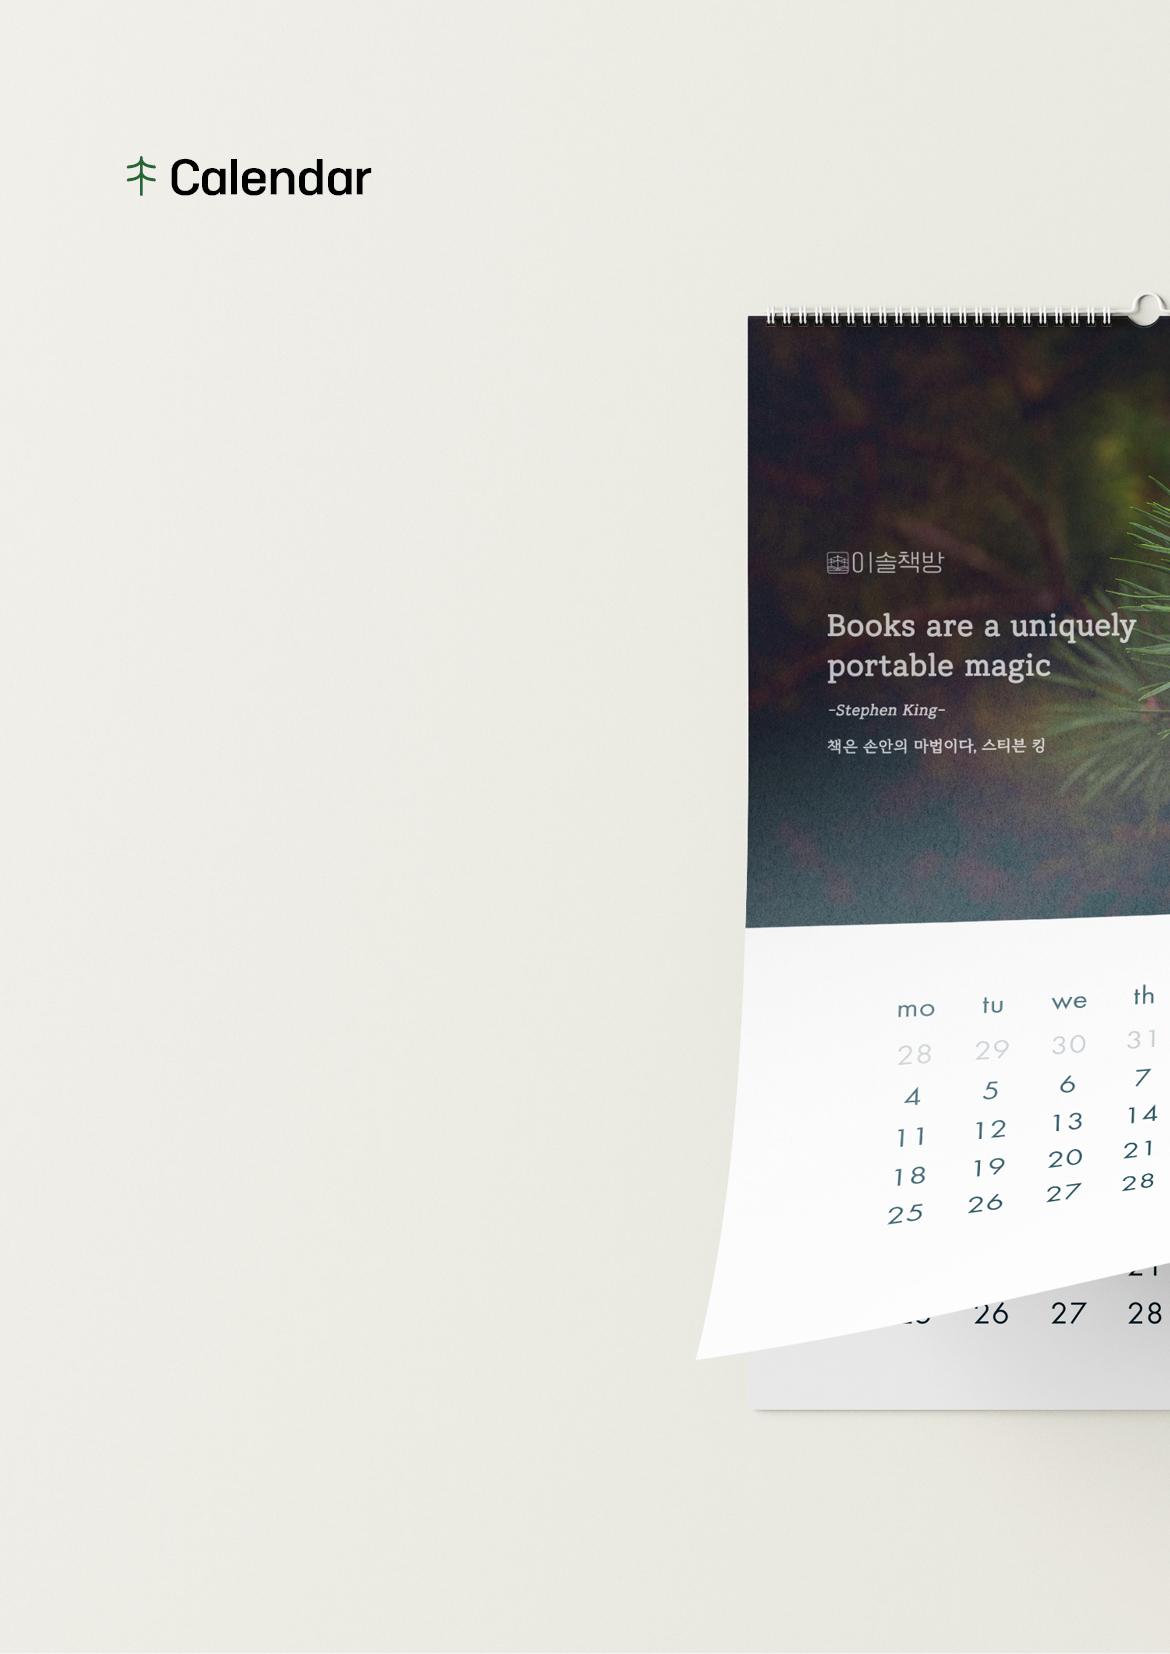 Calendar
이솔책방
Books are a uniquely
portable magic
-Stephen King-
책은 손안의 마법이다, 스티븐 킹
mo tu we th
28 29 30 31
4 5 6 7
11 12 13 14
18 19 20 21
25 26 27 28
26 27 28